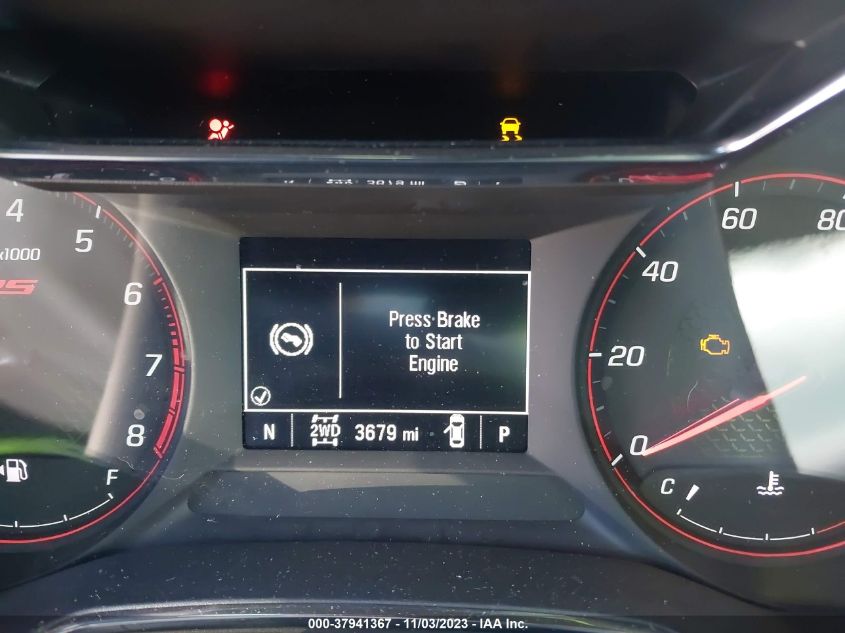 4
5
x1000
RS
6
7
8
F
Press Brake
to Start
Engine
N 2WD 3679 mi P
0
20
40
60
80
C
000-37941367 - 11/03/2023 - IAA Inc.